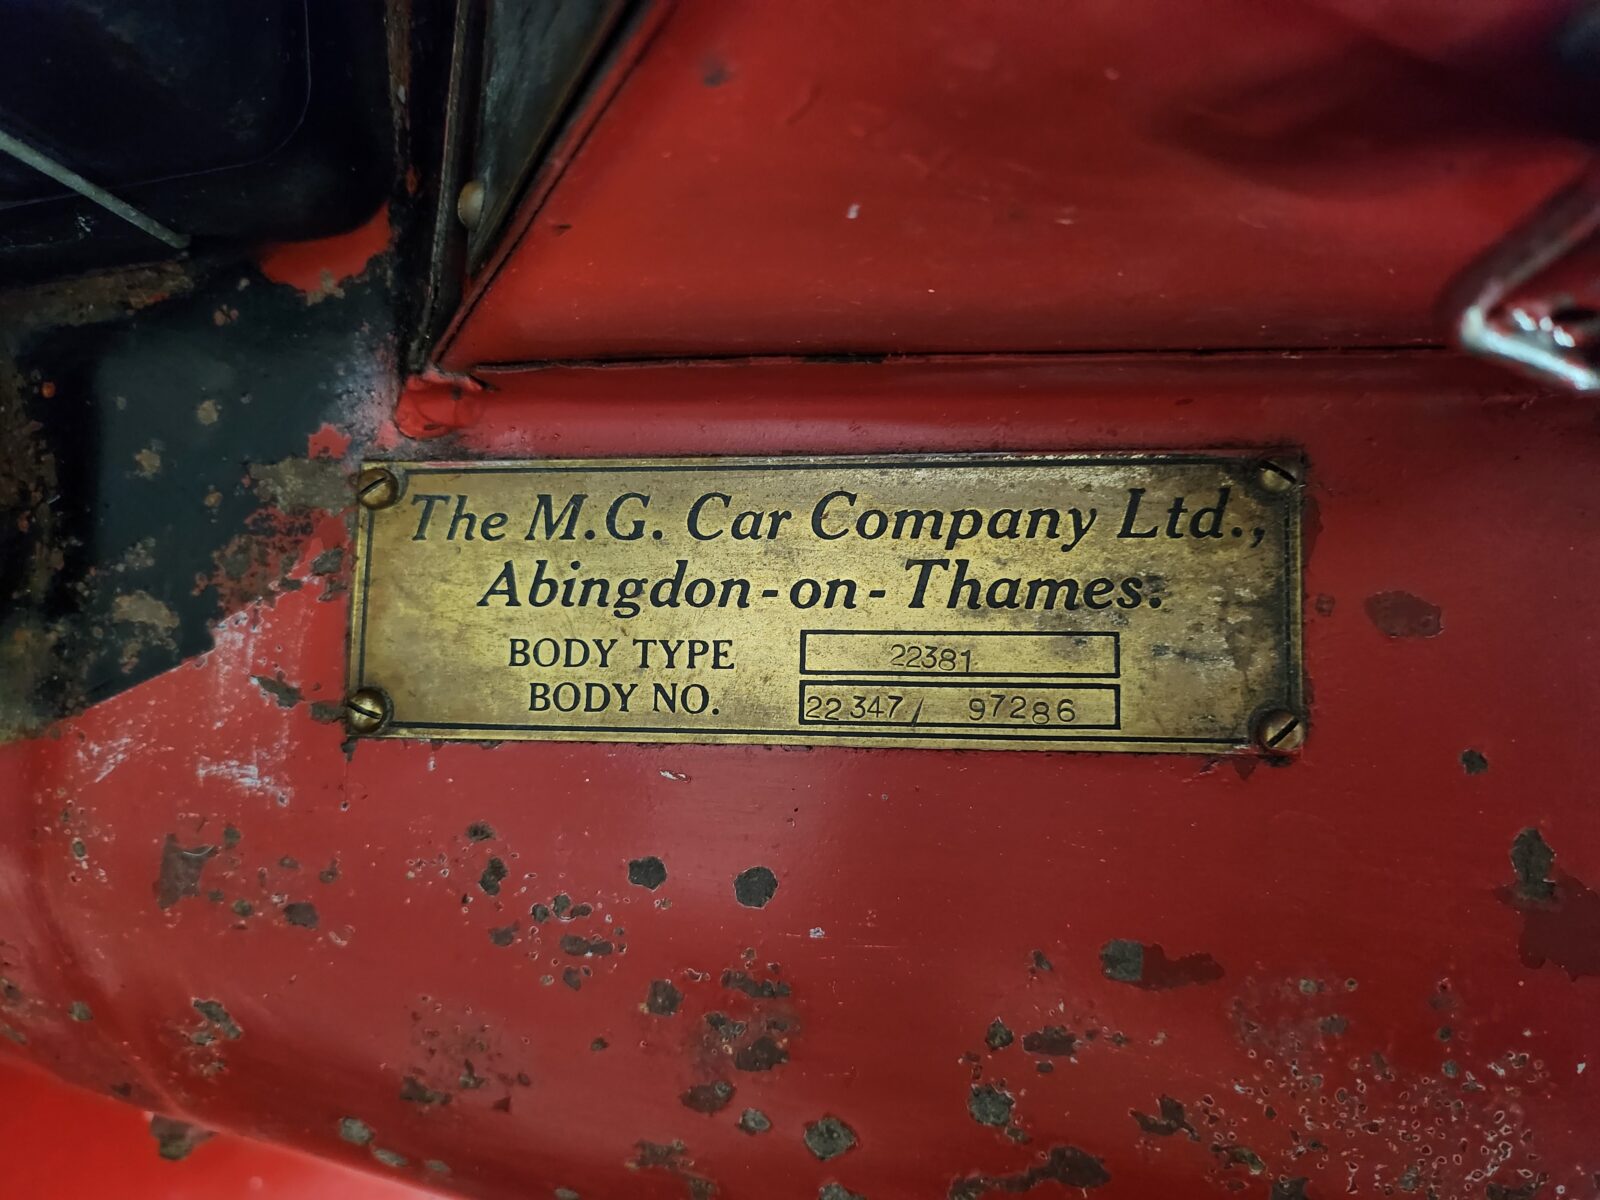 The M.G. Car Company Ltd.,
Abingdon-on-Thames.
BODY TYPE 22381
BODY NO. 22347/ 97286